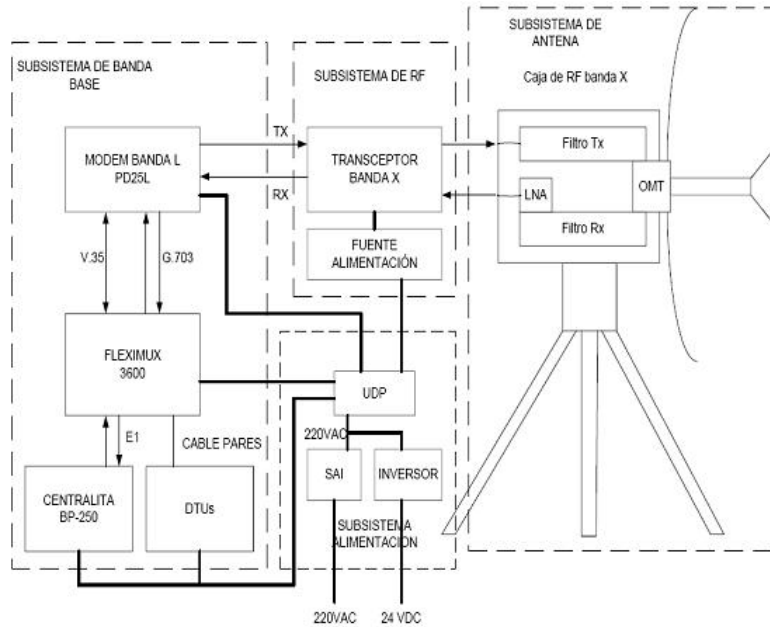 SUBSISTEMA DE BANDA
BASE
SUBSISTEMA DE RF
SUBSISTEMA DE
ANTENA
Caja de RF banda X
MODEM BANDA L
PD25L
TX
RX
TRANSCEPTOR
BANDA X
Filtro Tx
LNA
OMT
Filtro Rx
FUENTE
ALIMENTACIÓN
V.35
G.703
FLEXIMUX
3600
UDP
E1
CABLE PARES
220VAC
CENTRALITA
BP-250
DTUs
SAI
INVERSOR
SUBSISTEMA
ALIMENTACIÓN
220VAC
24 VDC